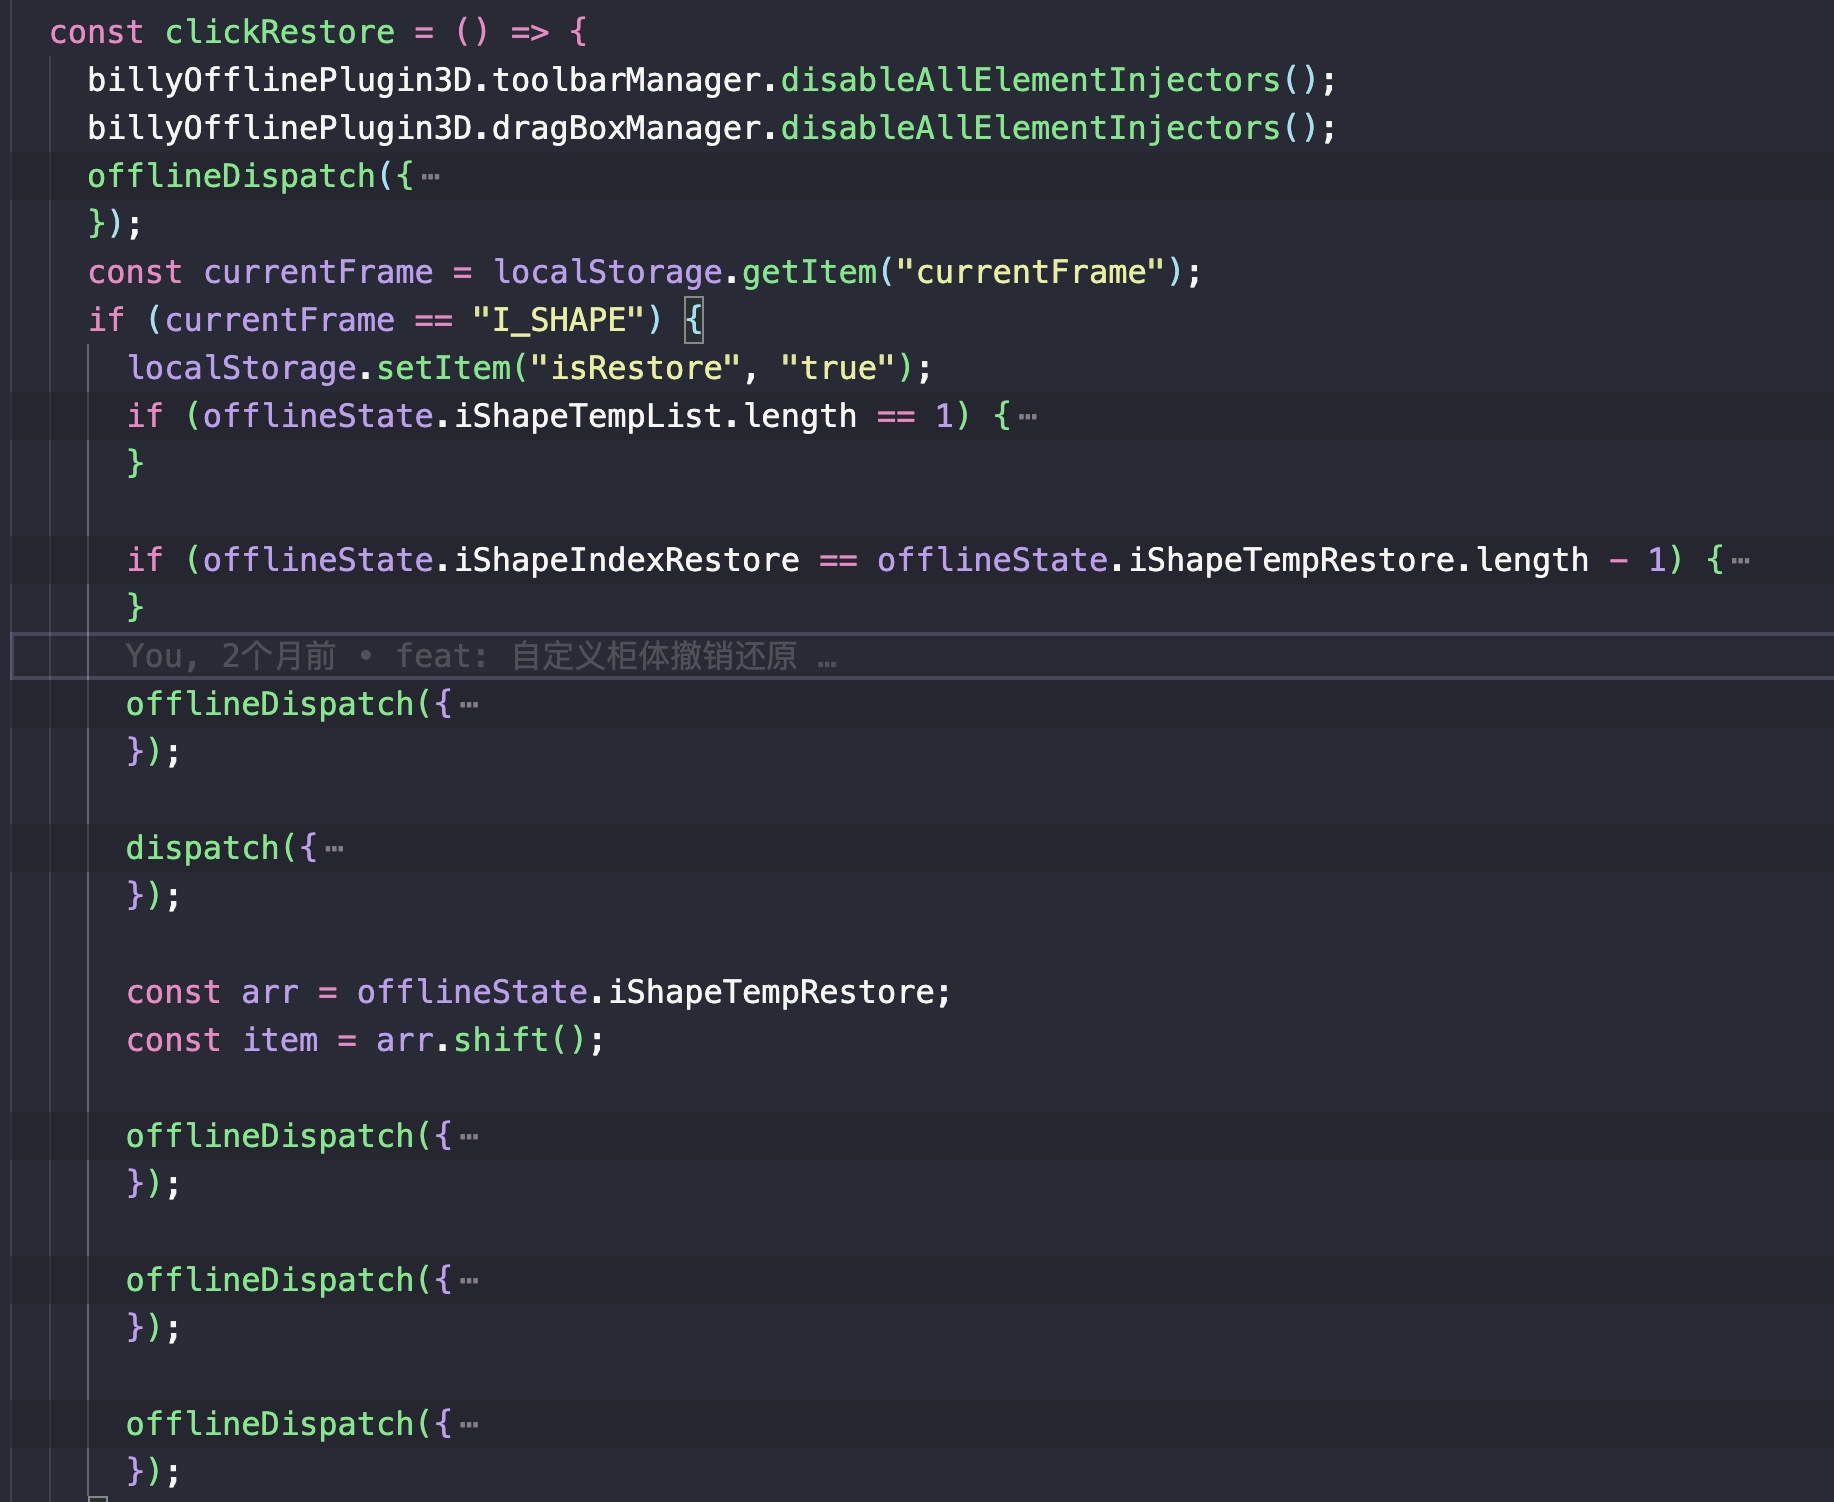 const clickRestore = () => {
billyOfflinePlugin3D.toolbarManager.disableAllElementInjectors();
billyOfflinePlugin3D.dragBoxManager.disableAllElementInjectors();
offlineDispatch({…
});
const currentFrame = localStorage.getItem("currentFrame");
if (currentFrame == "I_SHAPE") {
localStorage.setItem("isRestore", "true");
if (offlineState.iShapeTempList.length == 1) {…
}
if (offlineState.iShapeIndexRestore == offlineState.iShapeTempRestore.length - 1) {…
}
You, 2个月前 • feat: 自定义柜体撤销还原 …
offlineDispatch({…
});
dispatch({…
});
const arr = offlineState.iShapeTempRestore;
const item = arr.shift();
offlineDispatch({…
});
offlineDispatch({…
});
offlineDispatch({…
});